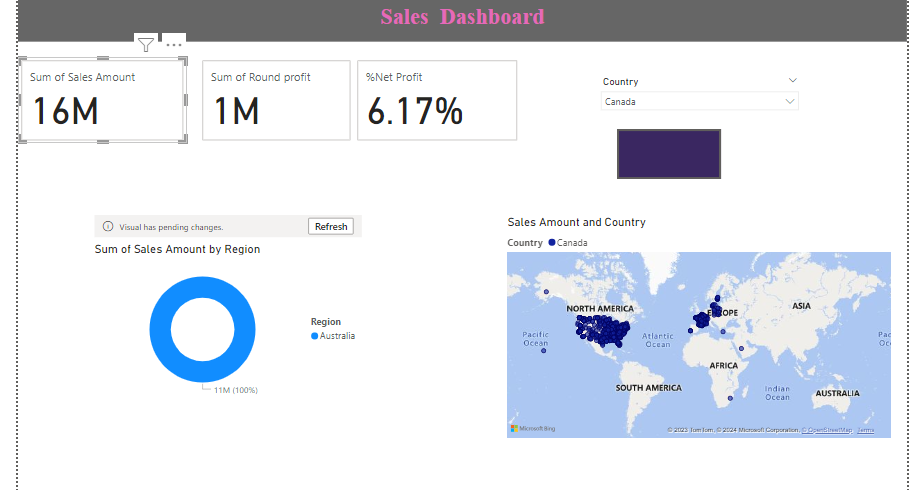 Sales Dashboard
Sum of Sales Amount
16M
Sum of Round profit
1M
%Net Profit
6.17%
Country
Canada
Visual has pending changes.
Refresh
Sum of Sales Amount by Region
Region
Australia
11M (100%)
Sales Amount and Country
Country Canada
NORTH AMERICA
EUROPE
ASIA
Pacific
Ocean
Atlantic
Ocean
Pac
Oc
AFRICA
SOUTH AMERICA
Indian
Ocean
AUSTRALIA
Microsoft Bing
© 2023 TomTom, © 2024 Microsoft Corporation, © OpenStreetMap Terms